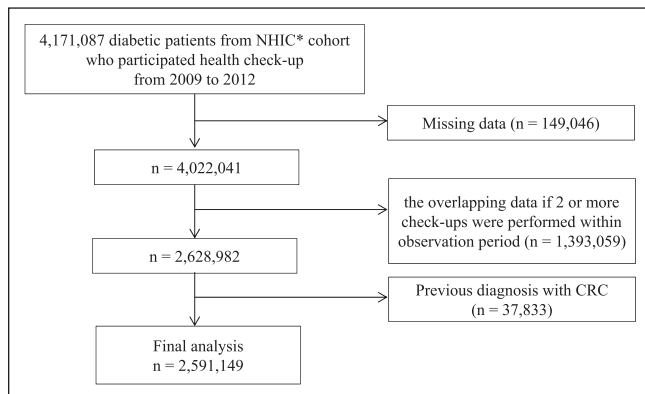 4,171,087 diabetic patients from NHIC* cohort
who participated health check-up
from 2009 to 2012
Missing data (n = 149,046)
n = 4,022,041
the overlapping data if 2 or more
check-ups were performed within
observation period (n = 1,393,059)
n = 2,628,982
Previous diagnosis with CRC
(n = 37,833)
Final analysis
n = 2,591,149